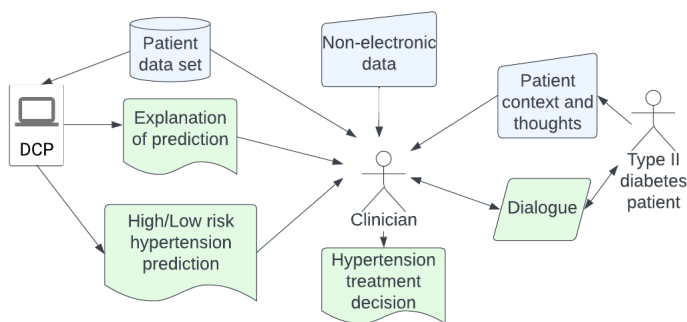 Patient
data set
Non-electronic
data
Patient
context and
thoughts
DCP
Explanation
of prediction
Type II
diabetes
patient
High/Low risk
hypertension
prediction
Clinician
Dialogue
Hypertension
treatment
decision